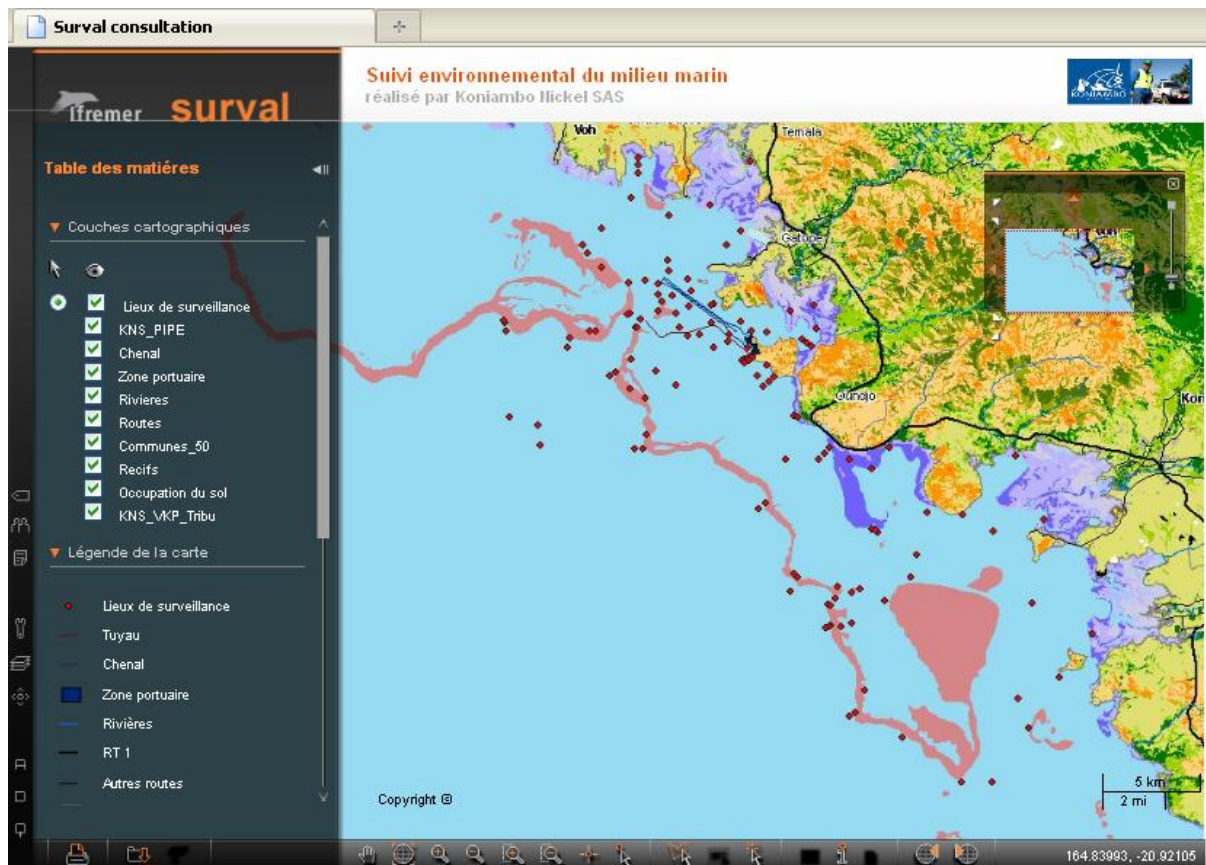 Surval consultation
ifremer surval
Suivi environnemental du milieu marin
réalisé par Koniambo Nickel SAS
KONIAMBO
Table des matiéres
Couches cartographiques
Lieux de surveillance
KNS_PIPE
Chenal
Zone portuaire
Rivieres
Routes
Communes_50
Recifs
Occupation du sol
KNS_VKP_Tribu
Légende de la carte
Lieux de surveillance
Tuyau
Chenal
Zone portuaire
Rivières
RT 1
Autres routes
Voh
Temala
Gatope
Oundjo
Kon
Voh
Copyright ©
5 km
2 mi
164.83993, -20.92105